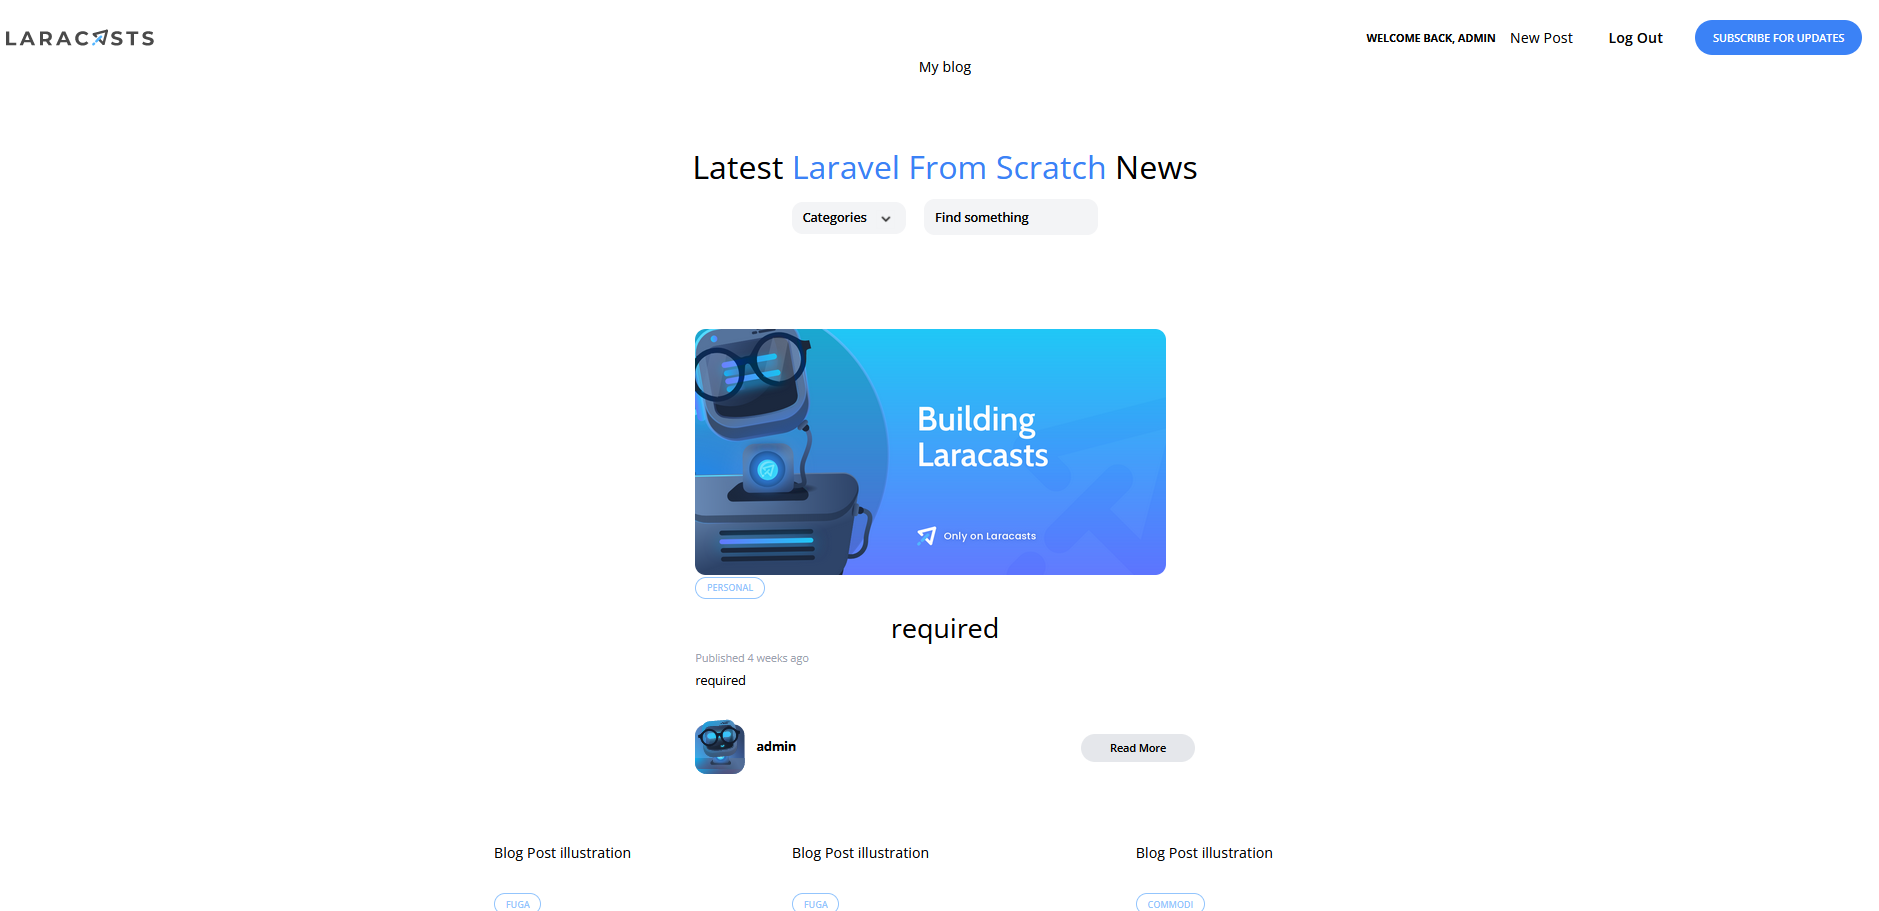 LARACASTS
WELCOME BACK, ADMIN New Post Log Out SUBSCRIBE FOR UPDATES
My blog
Latest Laravel From Scratch News
Categories Find something
Building
Laracasts
Only on Laracasts
PERSONAL
required
Published 4 weeks ago
required
admin Read More
Blog Post illustration Blog Post illustration Blog Post illustration
FUGA FUGA COMMODI